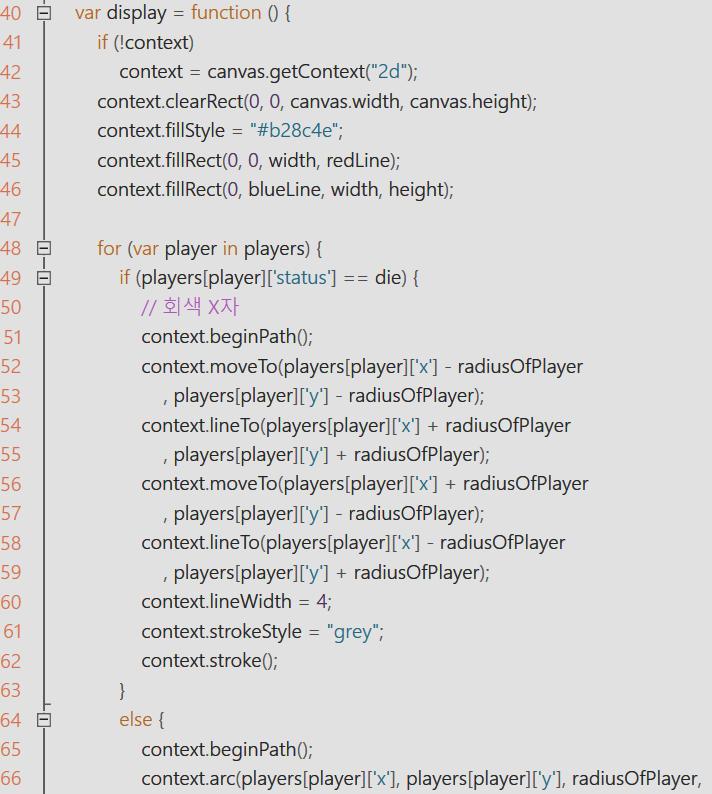 40 var display = function () {
41 if (!context)
42 context = canvas.getContext("2d");
43 context.clearRect(0, 0, canvas.width, canvas.height);
44 context.fillStyle = "#b28c4e";
45 context.fillRect(0, 0, width, redLine);
46 context.fillRect(0, blueLine, width, height);
47
48 for (var player in players) {
49 if (players[player]['status'] == die) {
50 // 회색 X자
51 context.beginPath();
52 context.moveTo(players[player]['x'] - radiusOfPlayer
53 , players[player]['y'] - radiusOfPlayer);
54 context.lineTo(players[player]['x'] + radiusOfPlayer
55 , players[player]['y'] + radiusOfPlayer);
56 context.moveTo(players[player]['x'] + radiusOfPlayer
57 , players[player]['y'] - radiusOfPlayer);
58 context.lineTo(players[player]['x'] - radiusOfPlayer
59 , players[player]['y'] + radiusOfPlayer);
60 context.lineWidth = 4;
61 context.strokeStyle = "grey";
62 context.stroke();
63 }
64 else {
65 context.beginPath();
66 context.arc(players[player]['x'], players[player]['y'], radiusOfPlayer,